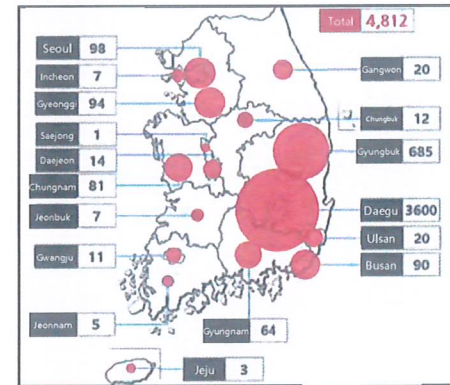 Total 4,812
Seoul 98
Incheon 7
Gyeonggi 94
Saejong 1
Daejeon 14
Chungnam 81
Jeonbuk 7
Gwangju 11
Jeonnam 5
Gangwon 20
Chungbuk 12
Gyungbuk 685
Daegu 3600
Ulsan 20
Busan 90
Gyungnam 64
Jeju 3